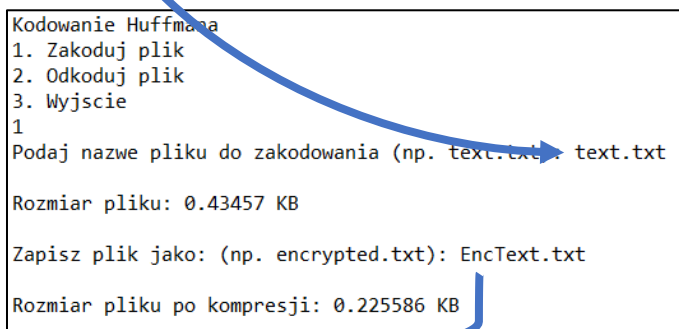 Kodowanie Huffmana
1. Zakoduj plik
2. Odkoduj plik
3. Wyjscie
1
Podaj nazwe pliku do zakodowania (np. text.txt): text.txt
Rozmiar pliku: 0.43457 KB
Zapisz plik jako: (np. encrypted.txt): EncText.txt
Rozmiar pliku po kompresji: 0.225586 KB